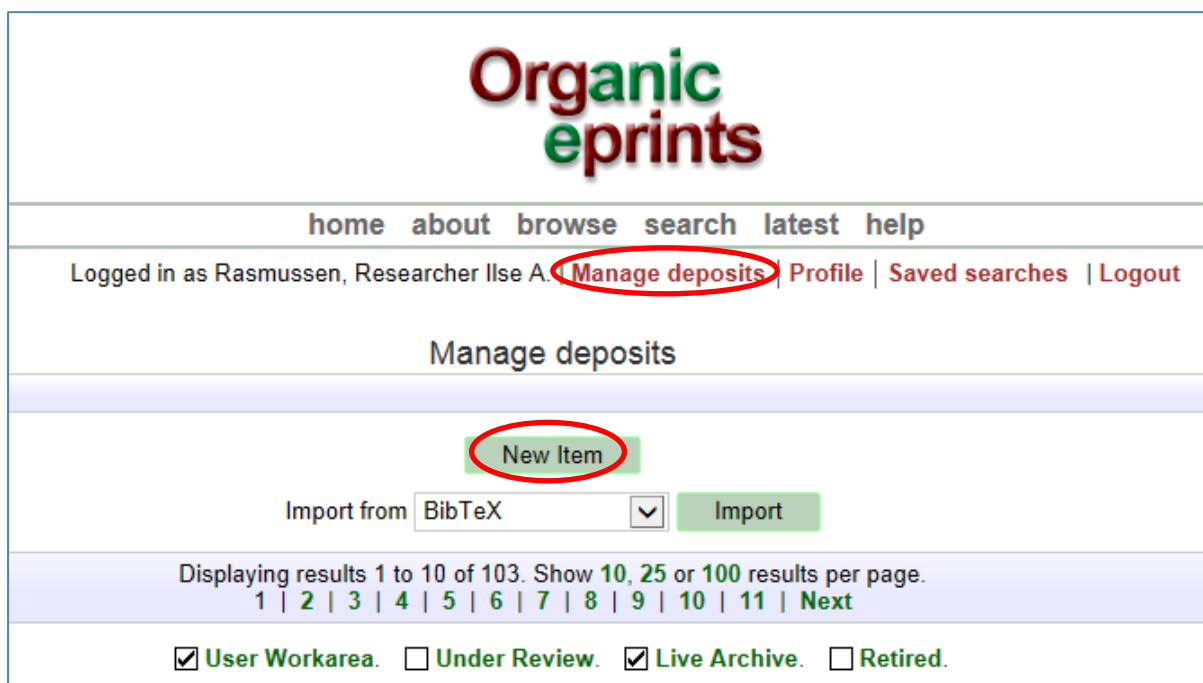 Organic
eprints
home about browse search latest help
Logged in as Rasmussen, Researcher Ilse A. | Manage deposits | Profile | Saved searches | Logout
Manage deposits
New Item
Import from BibTeX Import
Displaying results 1 to 10 of 103. Show 10, 25 or 100 results per page.
1 | 2 | 3 | 4 | 5 | 6 | 7 | 8 | 9 | 10 | 11 | Next
User Workarea. Under Review. Live Archive. Retired.